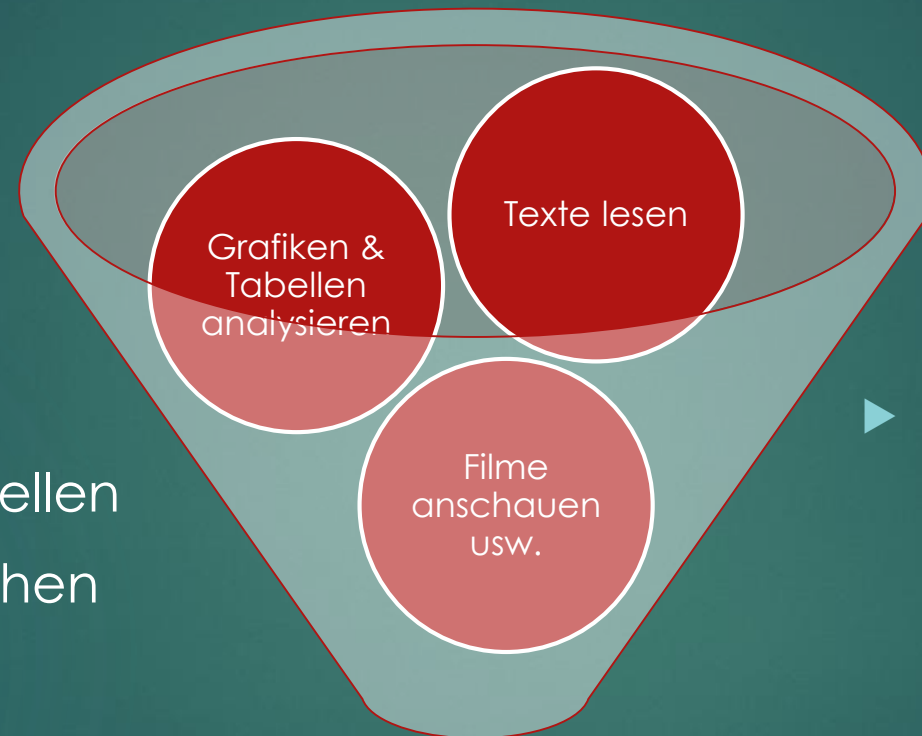 Texte lesen
Grafiken &
Tabellen
analysieren
Filme
anschauen
usw.
ellen
hen